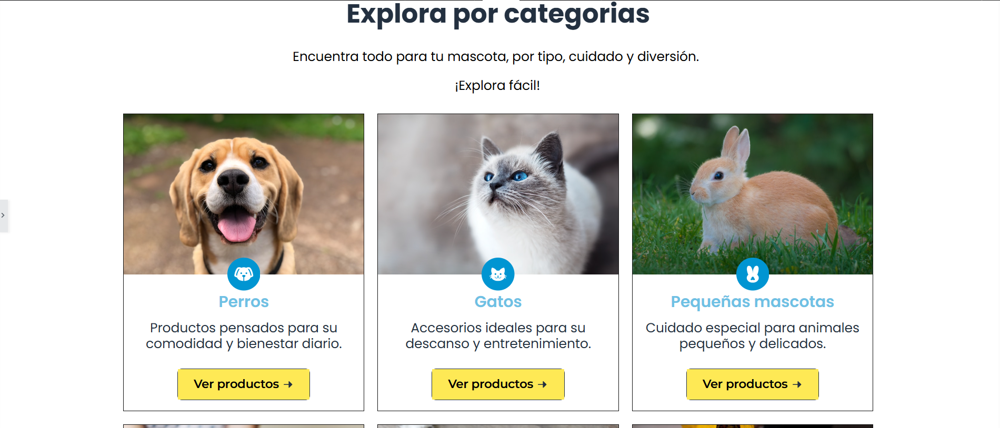 Explora por categorias
Encuentra todo para tu mascota, por tipo, cuidado y diversión.
¡Explora fácil!
Perros
Productos pensados para su
comodidad y bienestar diario.
Ver productos ➝
Gatos
Accesorios ideales para su
descanso y entretenimiento.
Ver productos ➝
Pequeñas mascotas
Cuidado especial para animales
pequeños y delicados.
Ver productos ➝